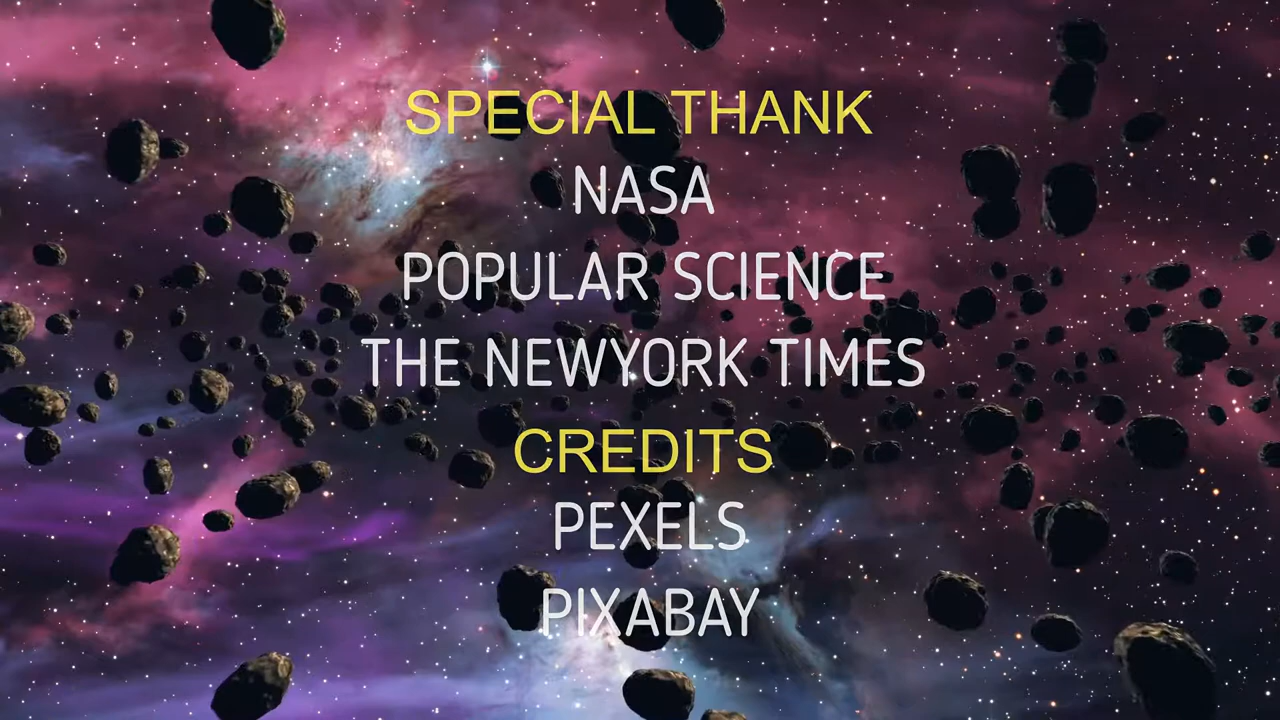 SPECIAL THANK
NASA
POPULAR SCIENCE
THE NEWYORK TIMES
CREDITS
PEXELS
PIXABAY